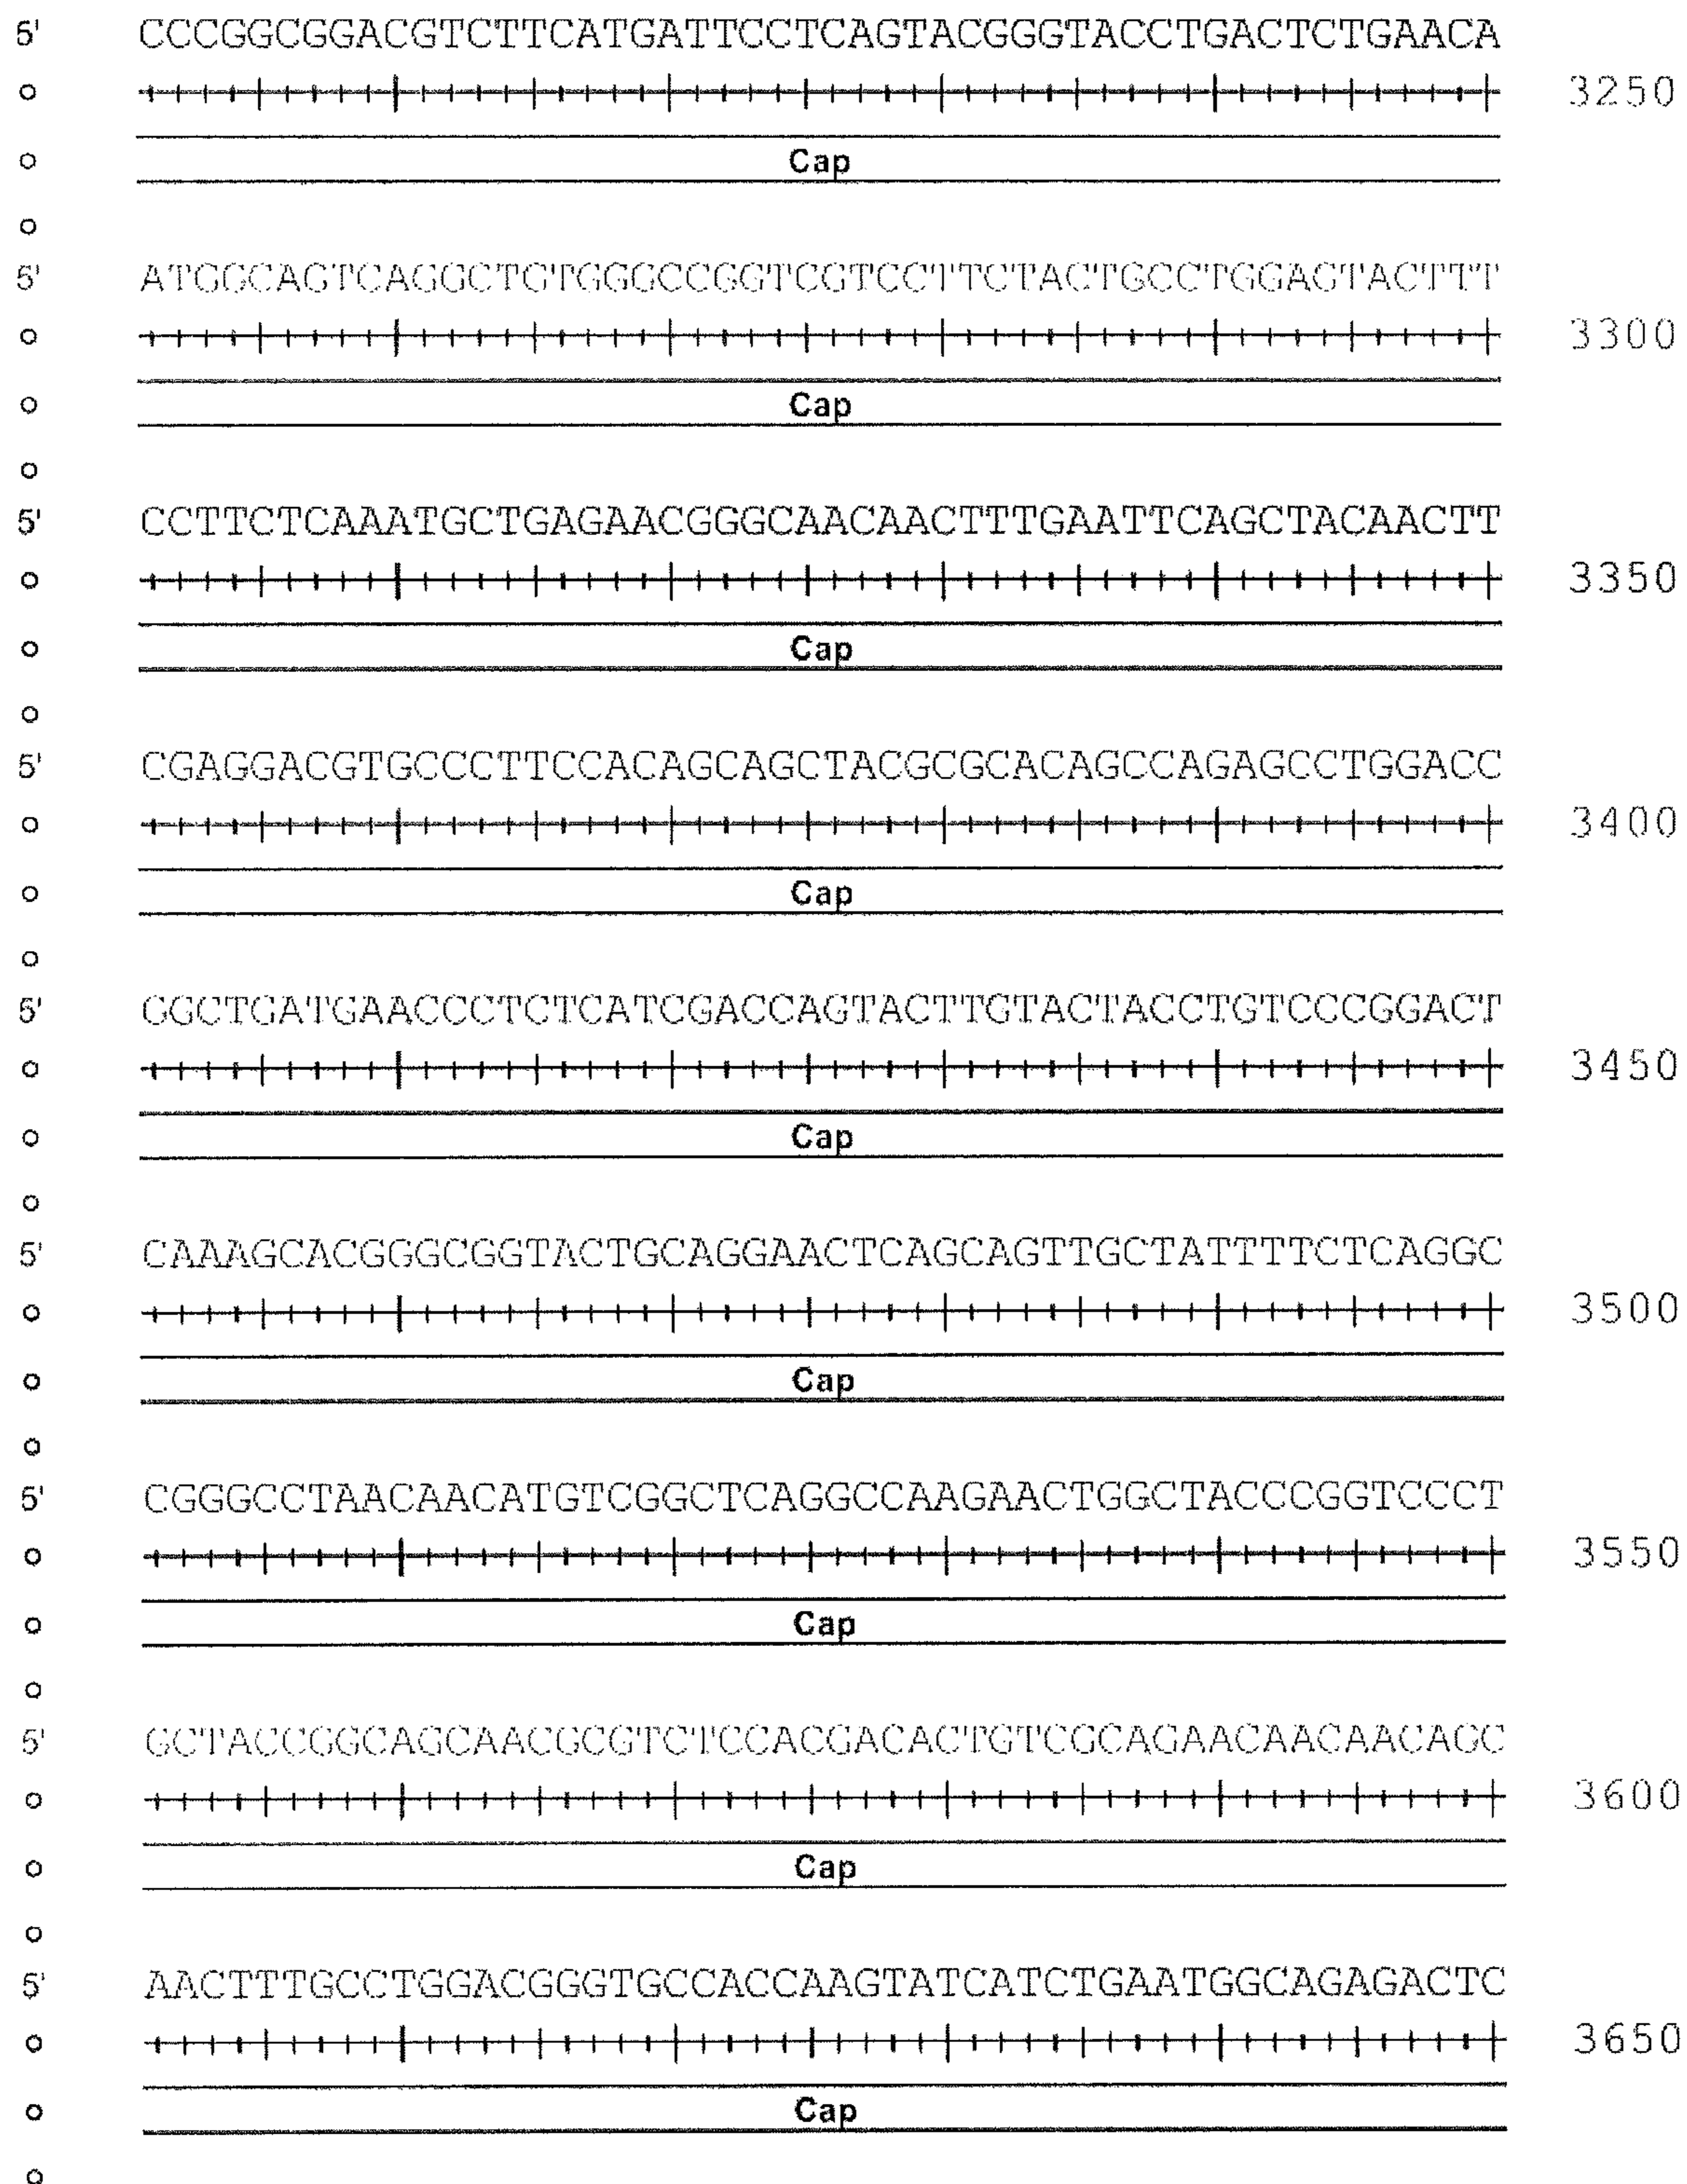 5' CCCGGCGGACGTCTTCATGATTCCTCAGTACGGGTACCTGACTCTGAACA
o 3250
o Cap
o
5' ATGGCAGTCAGGCTGTGGGCCGGTCGTCCTTCTACTGCCTGGAGTACTTT
o 3300
o Cap
o
5' CCTTCTCAAATGCTGAGAACGGGCAACAACTTTGAATTCAGCTACAACTT
o 3350
o Cap
o
5' CGAGGACGTGCCCTTCCACAGCAGCTACGCGCACAGCCAGAGCCTGGACC
o 3400
o Cap
o
5' GGCTGATGAACCCTCTCATCGACCAGTACTTGTACTACCTGTCCCGGACT
o 3450
o Cap
o
5' CAAAGCACGGGCGGTACTGCAGGAACTCAGCAGTTGCTATTTTCTCAGGC
o 3500
o Cap
o
5' CGGGCCTAACAACATGTCGGCTCAGGCCAAGAACTGGCTACCCGGTCCCT
o 3550
o Cap
o
5' GCTACCGGCAGCAACGCGTCTCCACGACACTGTCGCAGAACAACAACAGC
o 3600
o Cap
o
5' AACTTTGCCTGGACGGGTGCCACCAAGTATCATCTGAATGGCAGAGACTC
o 3650
o Cap
o